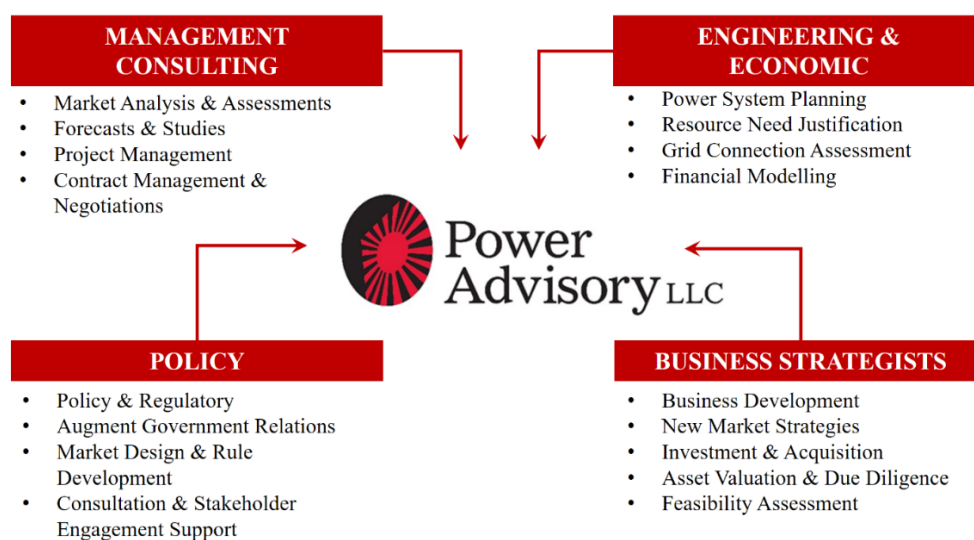 MANAGEMENT
CONSULTING
• Market Analysis & Assessments
• Forecasts & Studies
• Project Management
• Contract Management &
Negotiations
ENGINEERING &
ECONOMIC
• Power System Planning
• Resource Need Justification
• Grid Connection Assessment
• Financial Modelling
Power
Advisory LLC
POLICY
• Policy & Regulatory
• Augment Government Relations
• Market Design & Rule
Development
• Consultation & Stakeholder
Engagement Support
BUSINESS STRATEGISTS
• Business Development
• New Market Strategies
• Investment & Acquisition
• Asset Valuation & Due Diligence
• Feasibility Assessment